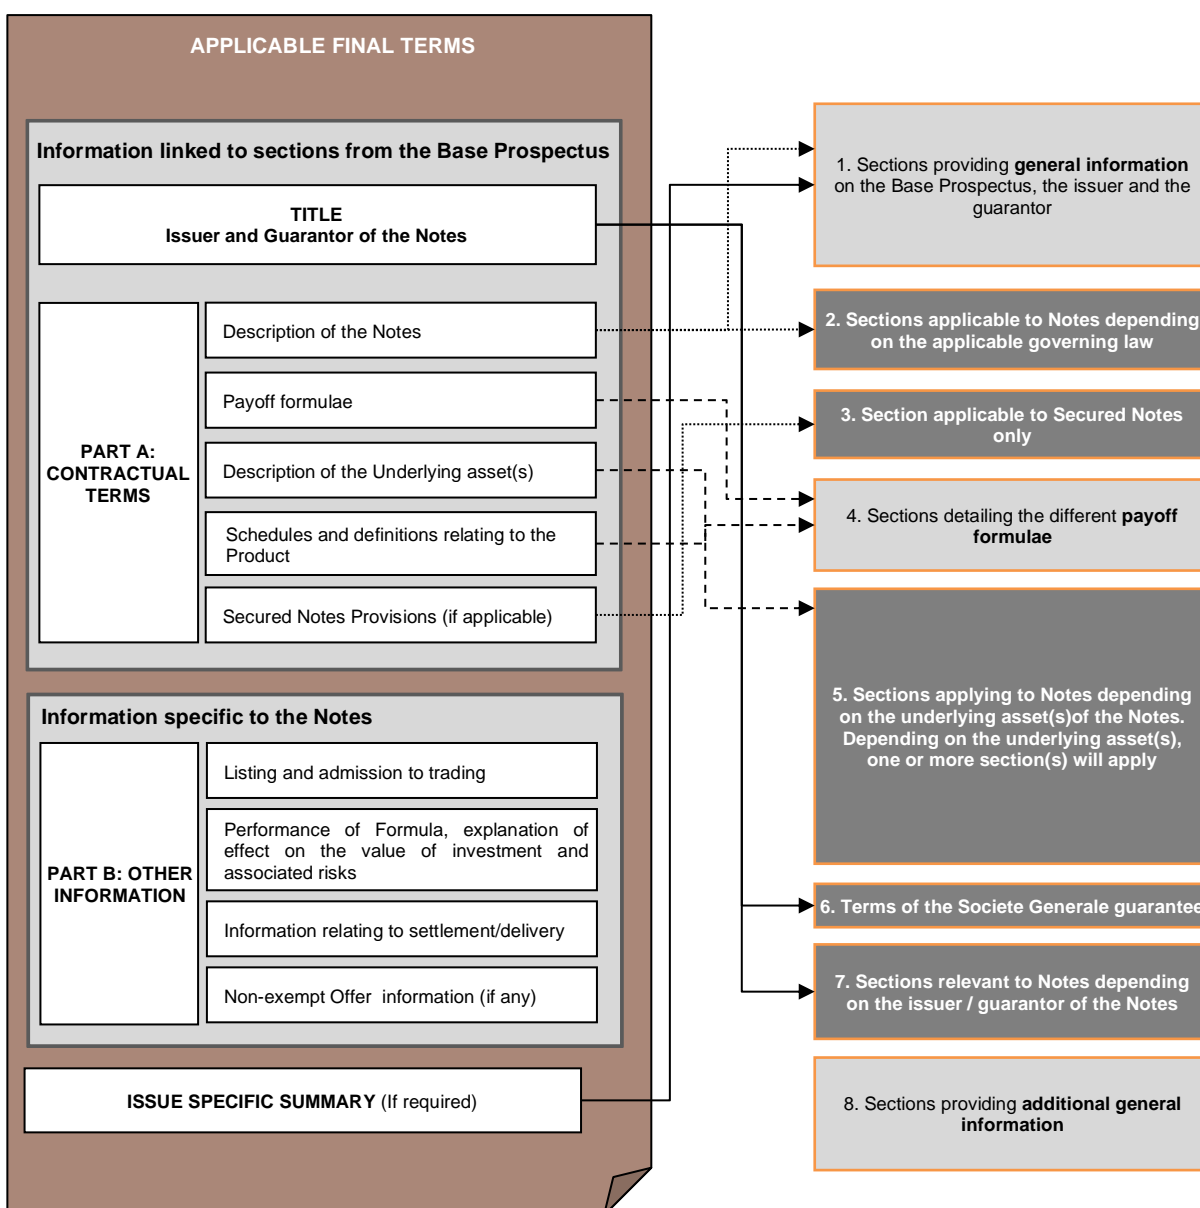 APPLICABLE FINAL TERMS
Information linked to sections from the Base Prospectus
TITLE
Issuer and Guarantor of the Notes
PART A:
CONTRACTUAL
TERMS
Description of the Notes
Payoff formulae
Description of the Underlying asset(s)
Schedules and definitions relating to the
Product
Secured Notes Provisions (if applicable)
Information specific to the Notes
PART B: OTHER
INFORMATION
Listing and admission to trading
Performance of Formula, explanation of
effect on the value of investment and
associated risks
Information relating to settlement/delivery
Non-exempt Offer information (if any)
ISSUE SPECIFIC SUMMARY (If required)
1. Sections providing general information
on the Base Prospectus, the issuer and the
guarantor
2. Sections applicable to Notes depending
on the applicable governing law
3. Section applicable to Secured Notes
only
4. Sections detailing the different payoff
formulae
5. Sections applying to Notes depending
on the underlying asset(s)of the Notes.
Depending on the underlying asset(s),
one or more section(s) will apply
6. Terms of the Societe Generale guarantee
7. Sections relevant to Notes depending
on the issuer / guarantor of the Notes
8. Sections providing additional general
information